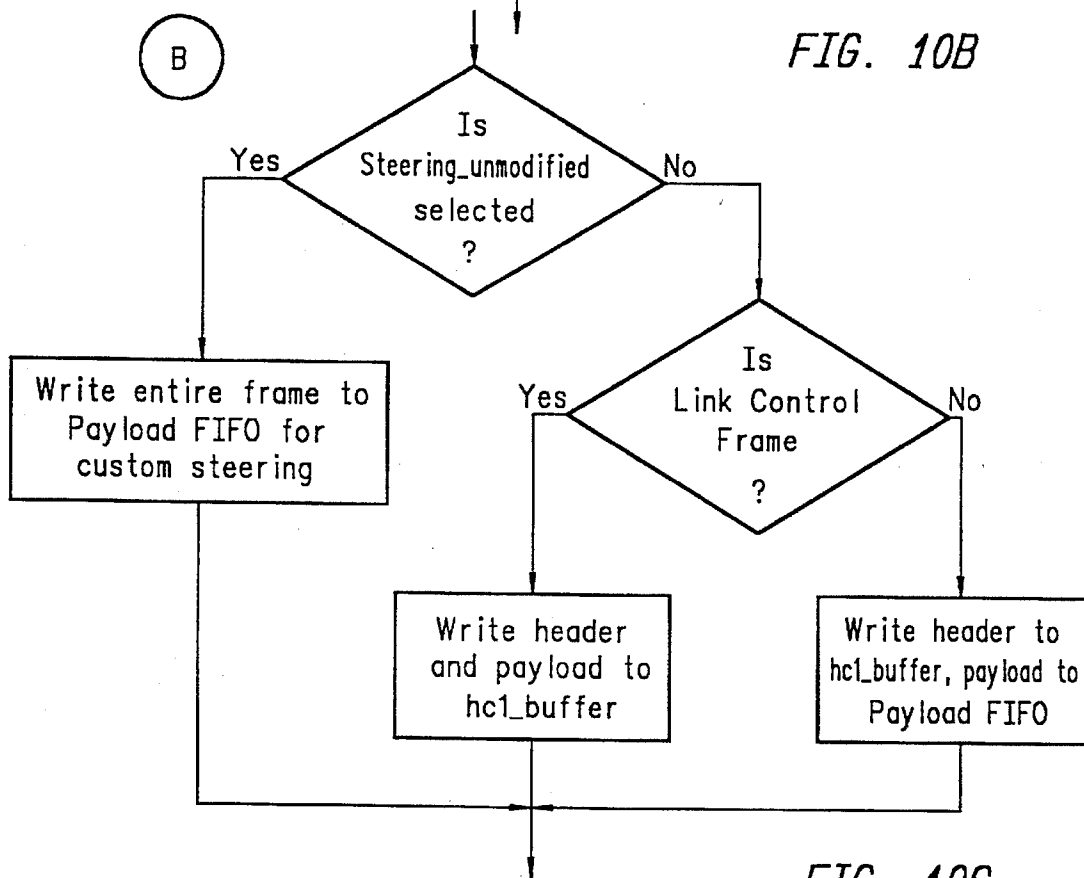 B
FIG. 10B
Is
Steering_unmodified
selected
?
Yes
No
Write entire frame to
Payload FIFO for
custom steering
Is
Link Control
Frame
?
Yes
No
Write header
and payload to
hc1_buffer
Write header to
hc1_buffer, payload to
Payload FIFO